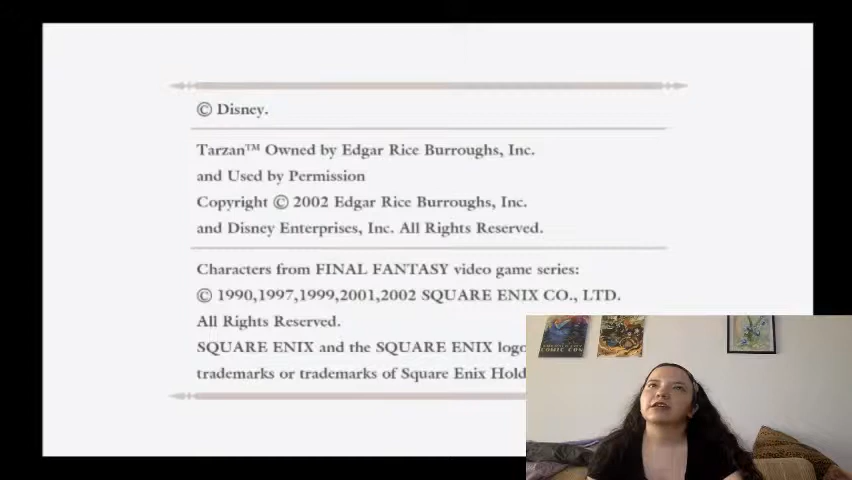 © Disney.
Tarzan™ Owned by Edgar Rice Burroughs, Inc.
and Used by Permission
Copyright © 2002 Edgar Rice Burroughs, Inc.
and Disney Enterprises, Inc. All Rights Reserved.
Characters from FINAL FANTASY video game series:
© 1990,1997,1999,2001,2002 SQUARE ENIX CO., LTD.
All Rights Reserved.
SQUARE ENIX and the SQUARE ENIX logo
trademarks or trademarks of Square Enix Hold
COMIC CON